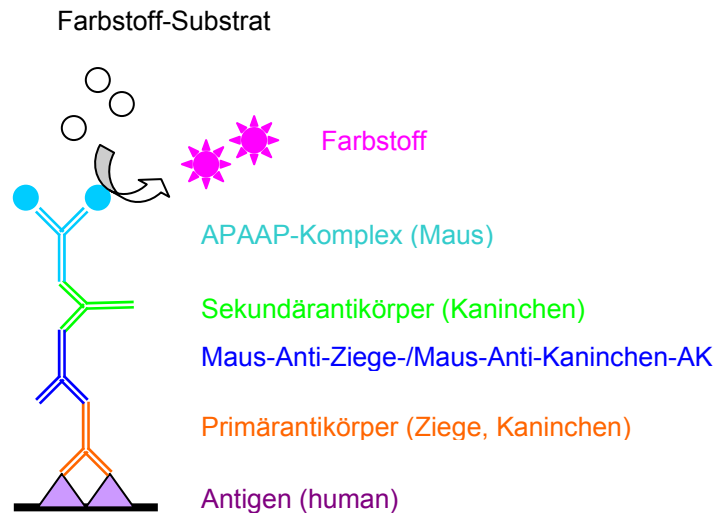 Farbstoff-Substrat
Farbstoff
APAAP-Komplex (Maus)
Sekundärantikörper (Kaninchen)
Maus-Anti-Ziege-/Maus-Anti-Kaninchen-AK
Primärantikörper (Ziege, Kaninchen)
Antigen (human)